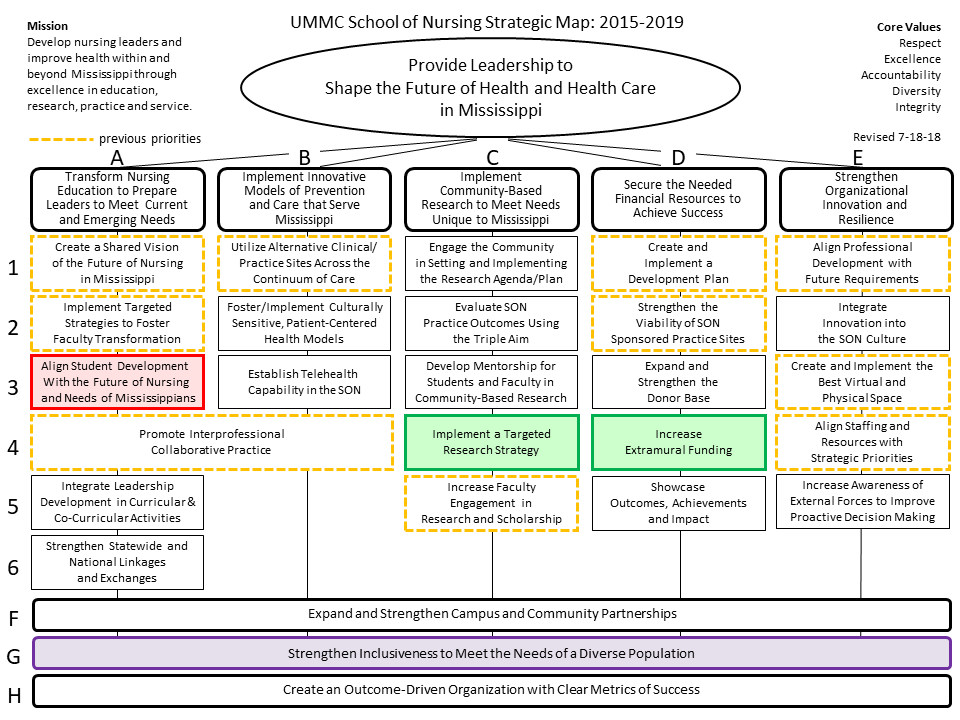 UMMC School of Nursing Strategic Map: 2015-2019
Mission
Develop nursing leaders and
improve health within and
beyond Mississippi through
excellence in education,
research, practice and service.
Provide Leadership to
Shape the Future of Health and Health Care
in Mississippi
Core Values
Respect
Excellence
Accountability
Diversity
Integrity
previous priorities
Revised 7-18-18
A
B
C
D
E
Transform Nursing
Education to Prepare
Leaders to Meet Current
and Emerging Needs
Implement Innovative
Models of Prevention
and Care that Serve
Mississippi
Implement
Community-Based
Research to Meet Needs
Unique to Mississippi
Secure the Needed
Financial Resources to
Achieve Success
Strengthen
Organizational
Innovation and
Resilience
1
Create a Shared Vision
of the Future of Nursing
in Mississippi
Utilize Alternative Clinical/
Practice Sites Across the
Continuum of Care
Engage the Community
in Setting and Implementing
the Research Agenda/Plan
Create and
Implement a
Development Plan
Align Professional
Development with
Future Requirements
2
Implement Targeted
Strategies to Foster
Faculty Transformation
Foster/Implement Culturally
Sensitive, Patient-Centered
Health Models
Evaluate SON
Practice Outcomes Using
the Triple Aim
Strengthen the
Viability of SON
Sponsored Practice Sites
Integrate
Innovation into
the SON Culture
3
Align Student Development
With the Future of Nursing
and Needs of Mississippians
Establish Telehealth
Capability in the SON
Develop Mentorship for
Students and Faculty in
Community-Based Research
Expand and
Strengthen the
Donor Base
Create and Implement the
Best Virtual and
Physical Space
4
Promote Interprofessional
Collaborative Practice
Implement a Targeted
Research Strategy
Increase
Extramural Funding
Align Staffing and
Resources with
Strategic Priorities
5
Integrate Leadership
Development in Curricular &
Co-Curricular Activities
Increase Faculty
Engagement in
Research and Scholarship
Showcase
Outcomes, Achievements
and Impact
Increase Awareness of
External Forces to Improve
Proactive Decision Making
6
Strengthen Statewide and
National Linkages
and Exchanges
F
Expand and Strengthen Campus and Community Partnerships
G
Strengthen Inclusiveness to Meet the Needs of a Diverse Population
H
Create an Outcome-Driven Organization with Clear Metrics of Success